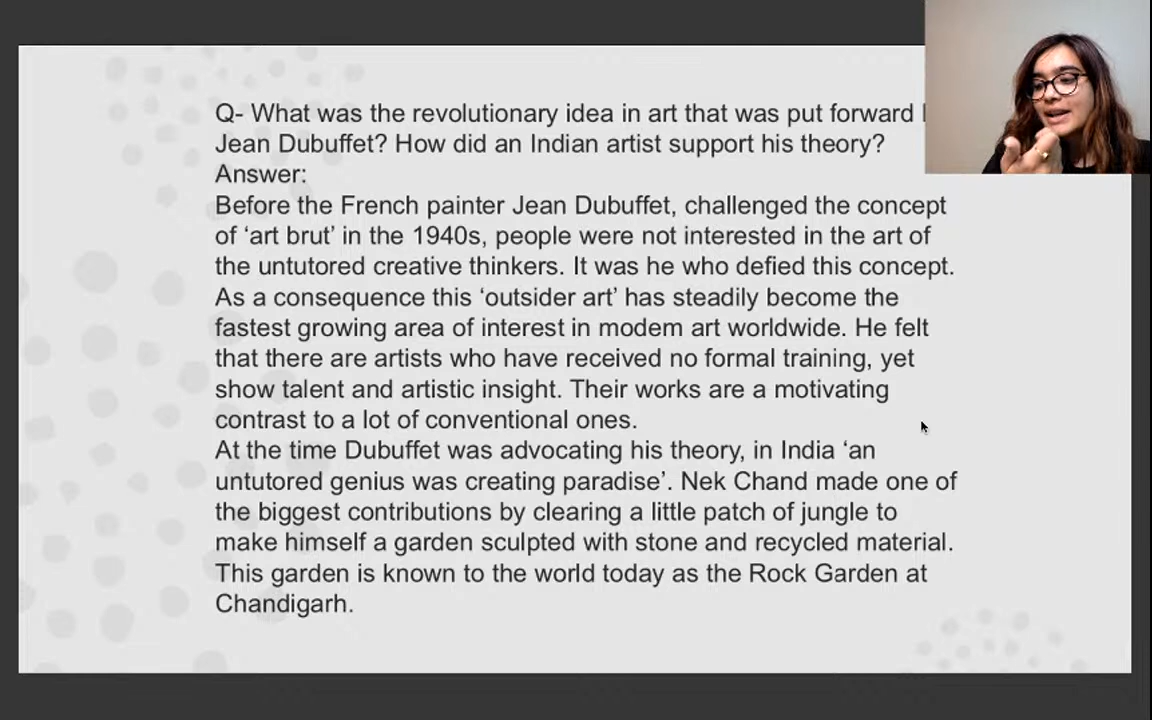 Q- What was the revolutionary idea in art that was put forward
Jean Dubuffet? How did an Indian artist support his theory?
Answer:
Before the French painter Jean Dubuffet, challenged the concept
of ‘art brut’ in the 1940s, people were not interested in the art of
the untutored creative thinkers. It was he who defied this concept.
As a consequence this ‘outsider art’ has steadily become the
fastest growing area of interest in modem art worldwide. He felt
that there are artists who have received no formal training, yet
show talent and artistic insight. Their works are a motivating
contrast to a lot of conventional ones.
At the time Dubuffet was advocating his theory, in India ‘an
untutored genius was creating paradise’. Nek Chand made one of
the biggest contributions by clearing a little patch of jungle to
make himself a garden sculpted with stone and recycled material.
This garden is known to the world today as the Rock Garden at
Chandigarh.